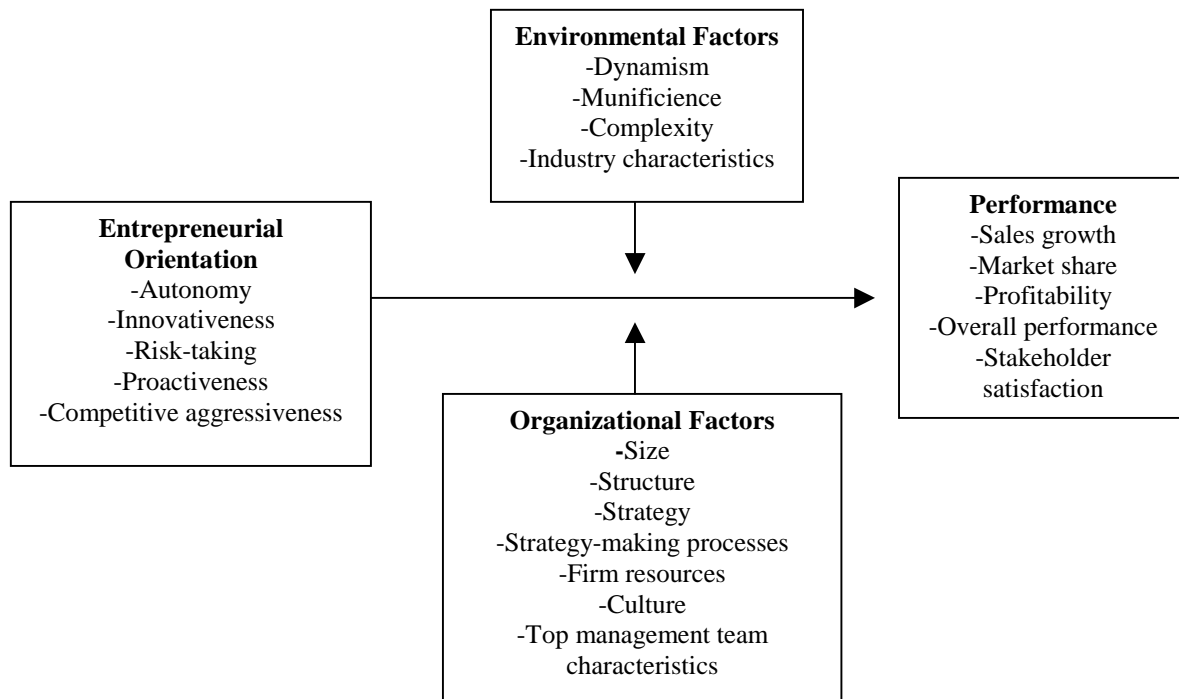 Environmental Factors
-Dynamism
-Munificience
-Complexity
-Industry characteristics
Entrepreneurial
Orientation
-Autonomy
-Innovativeness
-Risk-taking
-Proactiveness
-Competitive aggressiveness
Performance
-Sales growth
-Market share
-Profitability
-Overall performance
-Stakeholder
satisfaction
Organizational Factors
-Size
-Structure
-Strategy
-Strategy-making processes
-Firm resources
-Culture
-Top management team
characteristics